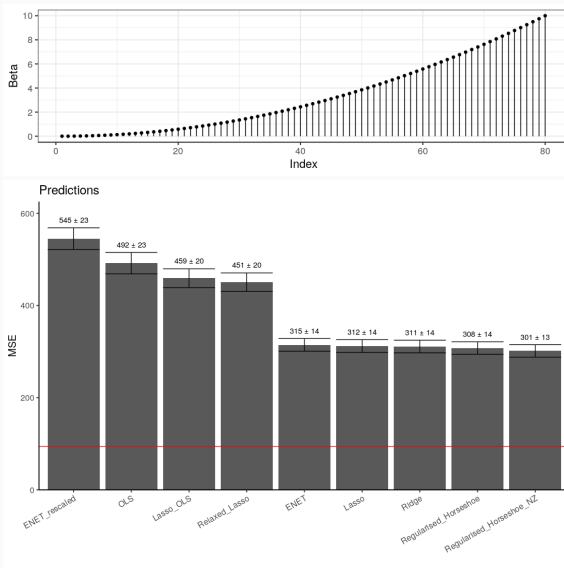 10
8
6
4
2
0
Beta
0 20 40 60 80
Index
Predictions
600
400
200
0
MSE
545 ± 23
492 ± 23
459 ± 20
451 ± 20
315 ± 14
312 ± 14
311 ± 14
308 ± 14
301 ± 13
ENET_rescaled
OLS
Lasso_OLS
Relaxed_Lasso
ENET
Lasso
Ridge
Regularised_Horseshoe
Regularised_Horseshoe_NZ